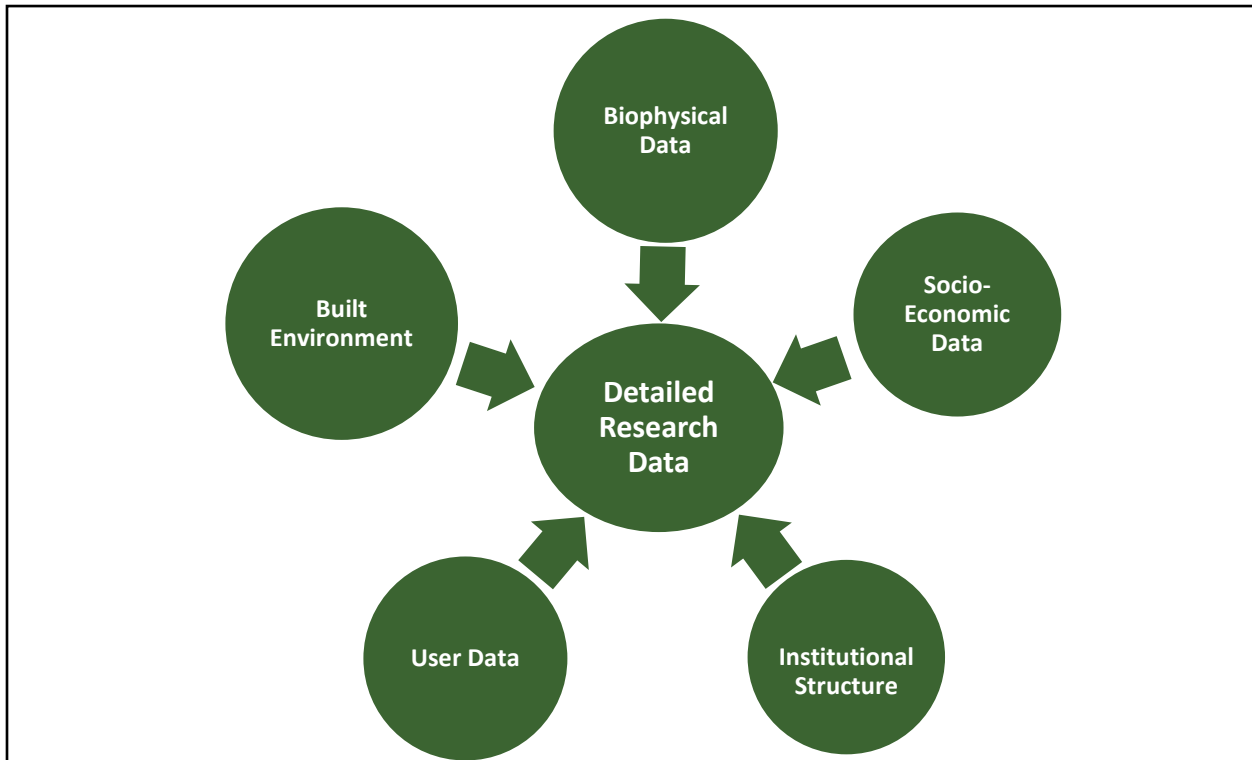 Biophysical
Data
Built
Environment
Socio-
Economic
Data
Detailed
Research
Data
User Data
Institutional
Structure